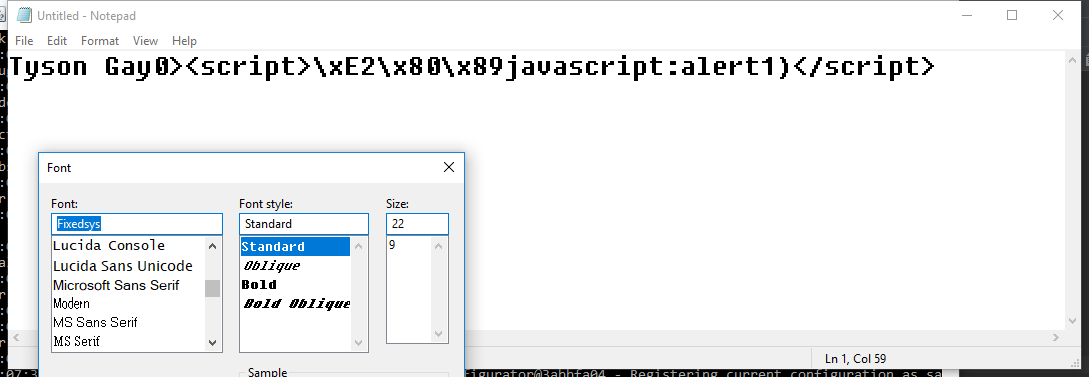 Untitled - Notepad
File Edit Format View Help
Tyson Gay0><script>\xE2\x80\x89javascript:alert1)</script>
Font
Font: Font style: Size:
Fixedsys Standard 22
Lucida Console Standard 9
Lucida Sans Unicode Oblique
Microsoft Sans Serif Bold
Modern Bold Oblique
MS Sans Serif
MS Serif
Ln 1, Col 59
Sample
figurator@3abbfa04 - Registering current configuration as sa